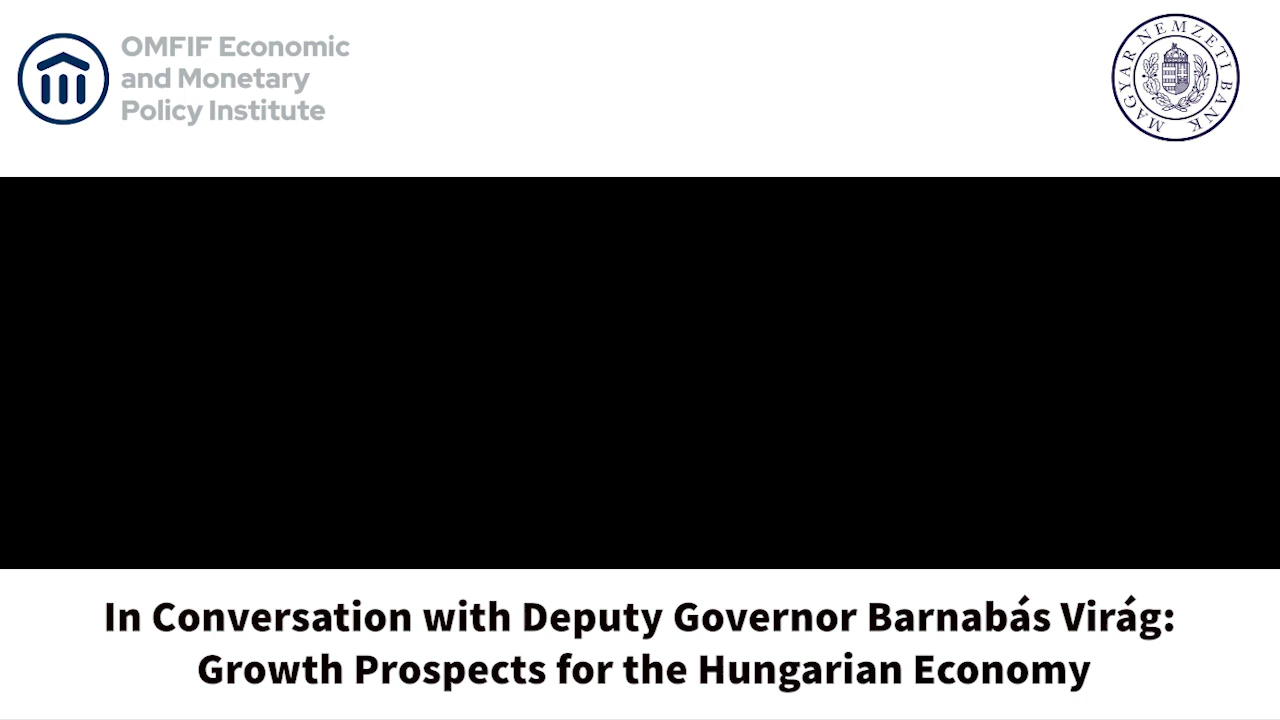 OMFIF Economic
and Monetary
Policy Institute
MAGYAR NEMZETI BANK
In Conversation with Deputy Governor Barnabás Virág:
Growth Prospects for the Hungarian Economy